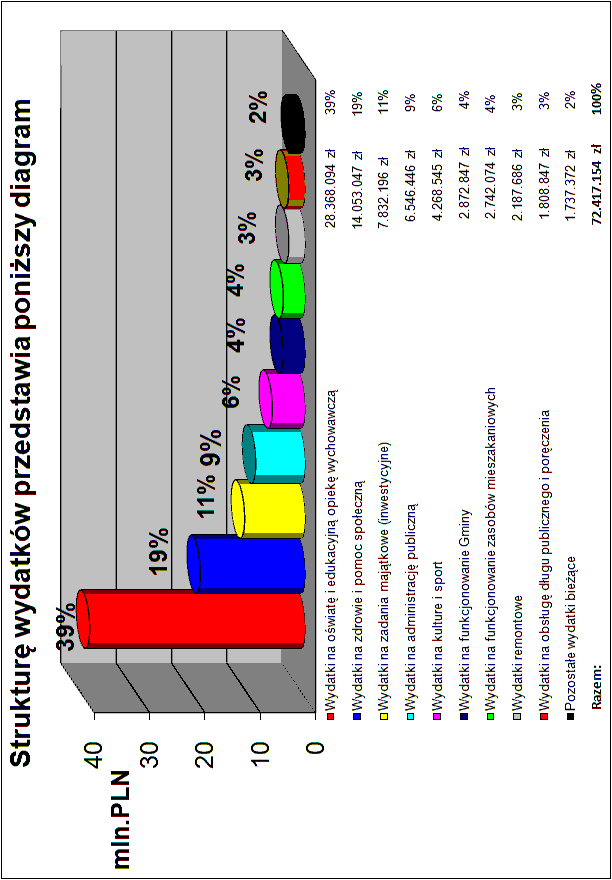 Strukturę wydatków przedstawia poniższy diagram
mln.PLN
40
30
20
10
0
39%
19%
11%
9%
6%
4%
4%
3%
3%
2%
Wydatki na oświatę i edukacyjną opiekę wychowawczą 28.368.094 zł 39%
Wydatki na zdrowie i pomoc społeczną 14.053.047 zł 19%
Wydatki na zadania majątkowe (inwestycyjne) 7.832.196 zł 11%
Wydatki na administrację publiczną 6.546.446 zł 9%
Wydatki na kulture i sport 4.268.545 zł 6%
Wydatki na funkcjonowanie Gminy 2.872.847 zł 4%
Wydatki na funkcjonowanie zasobów mieszakaniowych 2.742.074 zł 4%
Wydatki remontowe 2.187.686 zł 3%
Wydatki na obsługę długu publicznego i poręczenia 1.808.847 zł 3%
Pozostałe wydatki bieżące 1.737.372 zł 2%
Razem: 72.417.154 zł 100%